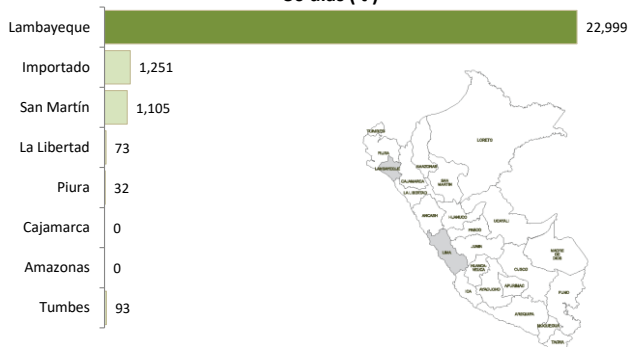 Lambayeque 22,999
Importado 1,251
San Martín 1,105
La Libertad 73
Piura 32
Cajamarca 0
Amazonas 0
Tumbes 93
TUMBES
LORETO
PIURA
LAMBAYEQUE
AMAZONAS
CAJAMARCA
SAN
MARTIN
LA LIBERTAD
ANCASH
HUANUCO
UCAYALI
PASCO
JUNIN
LIMA
MADRE
DE
DIOS
HUANCA-
VELICA
CUSCO
ICA
AYACUCHO
APURIMAC
PUNO
AREQUIPA
MOQUEGUA
TACNA